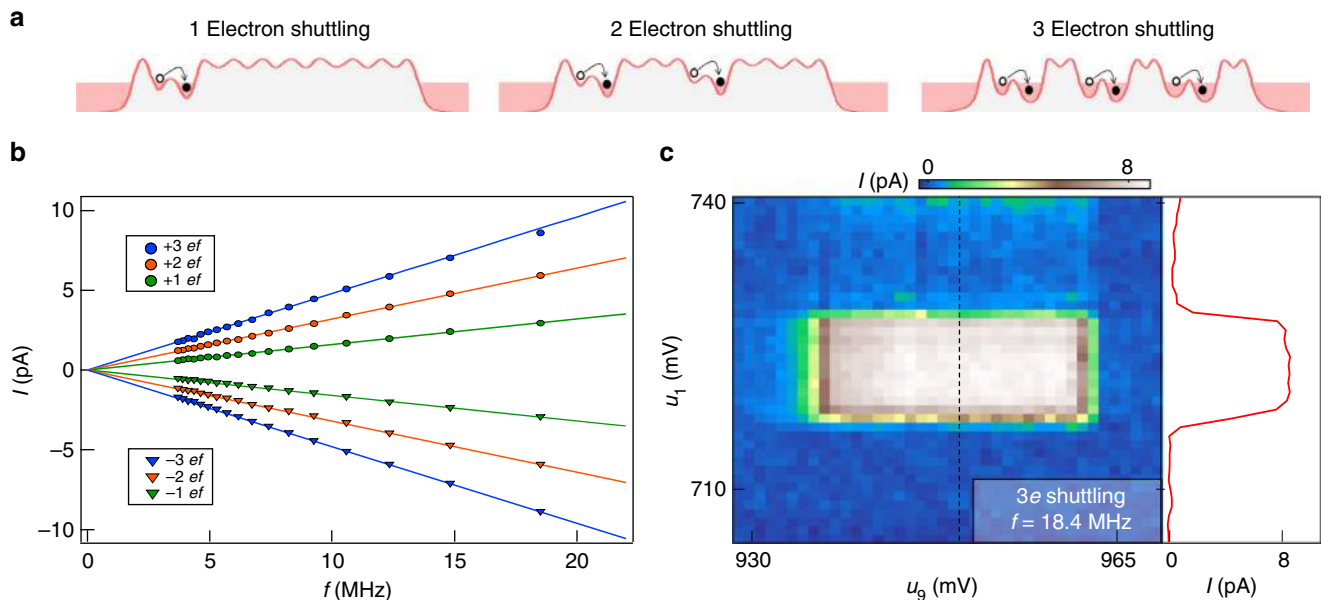 a
1 Electron shuttling
2 Electron shuttling
3 Electron shuttling
b
10
5
0
–5
–10
I (pA)
+3 ef
+2 ef
+1 ef
–3 ef
–2 ef
–1 ef
0
5
10
15
20
f (MHz)
c
I (pA)
0
8
740
710
u1 (mV)
3e shuttling
f = 18.4 MHz
930
965
u9 (mV)
0
8
I (pA)